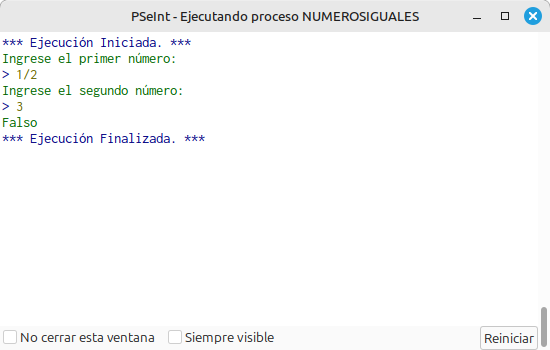 PSeInt - Ejecutando proceso NUMEROSIGUALES
*** Ejecución Iniciada. ***
Ingrese el primer número:
> 1/2
Ingrese el segundo número:
> 3
Falso
*** Ejecución Finalizada. ***
No cerrar esta ventana
Siempre visible
Reiniciar